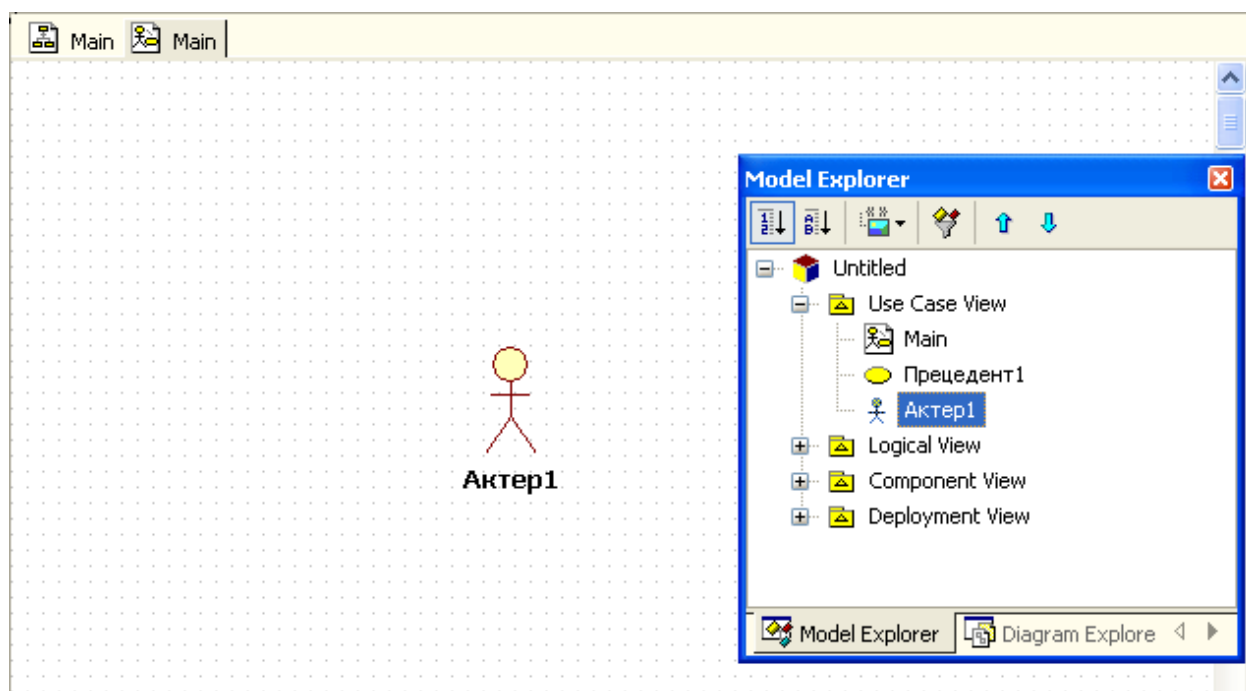 Main Main
Model Explorer
Untitled
Use Case View
Main
Прецедент1
Актер1
Logical View
Component View
Deployment View
Актер1
Model Explorer Diagram Explore